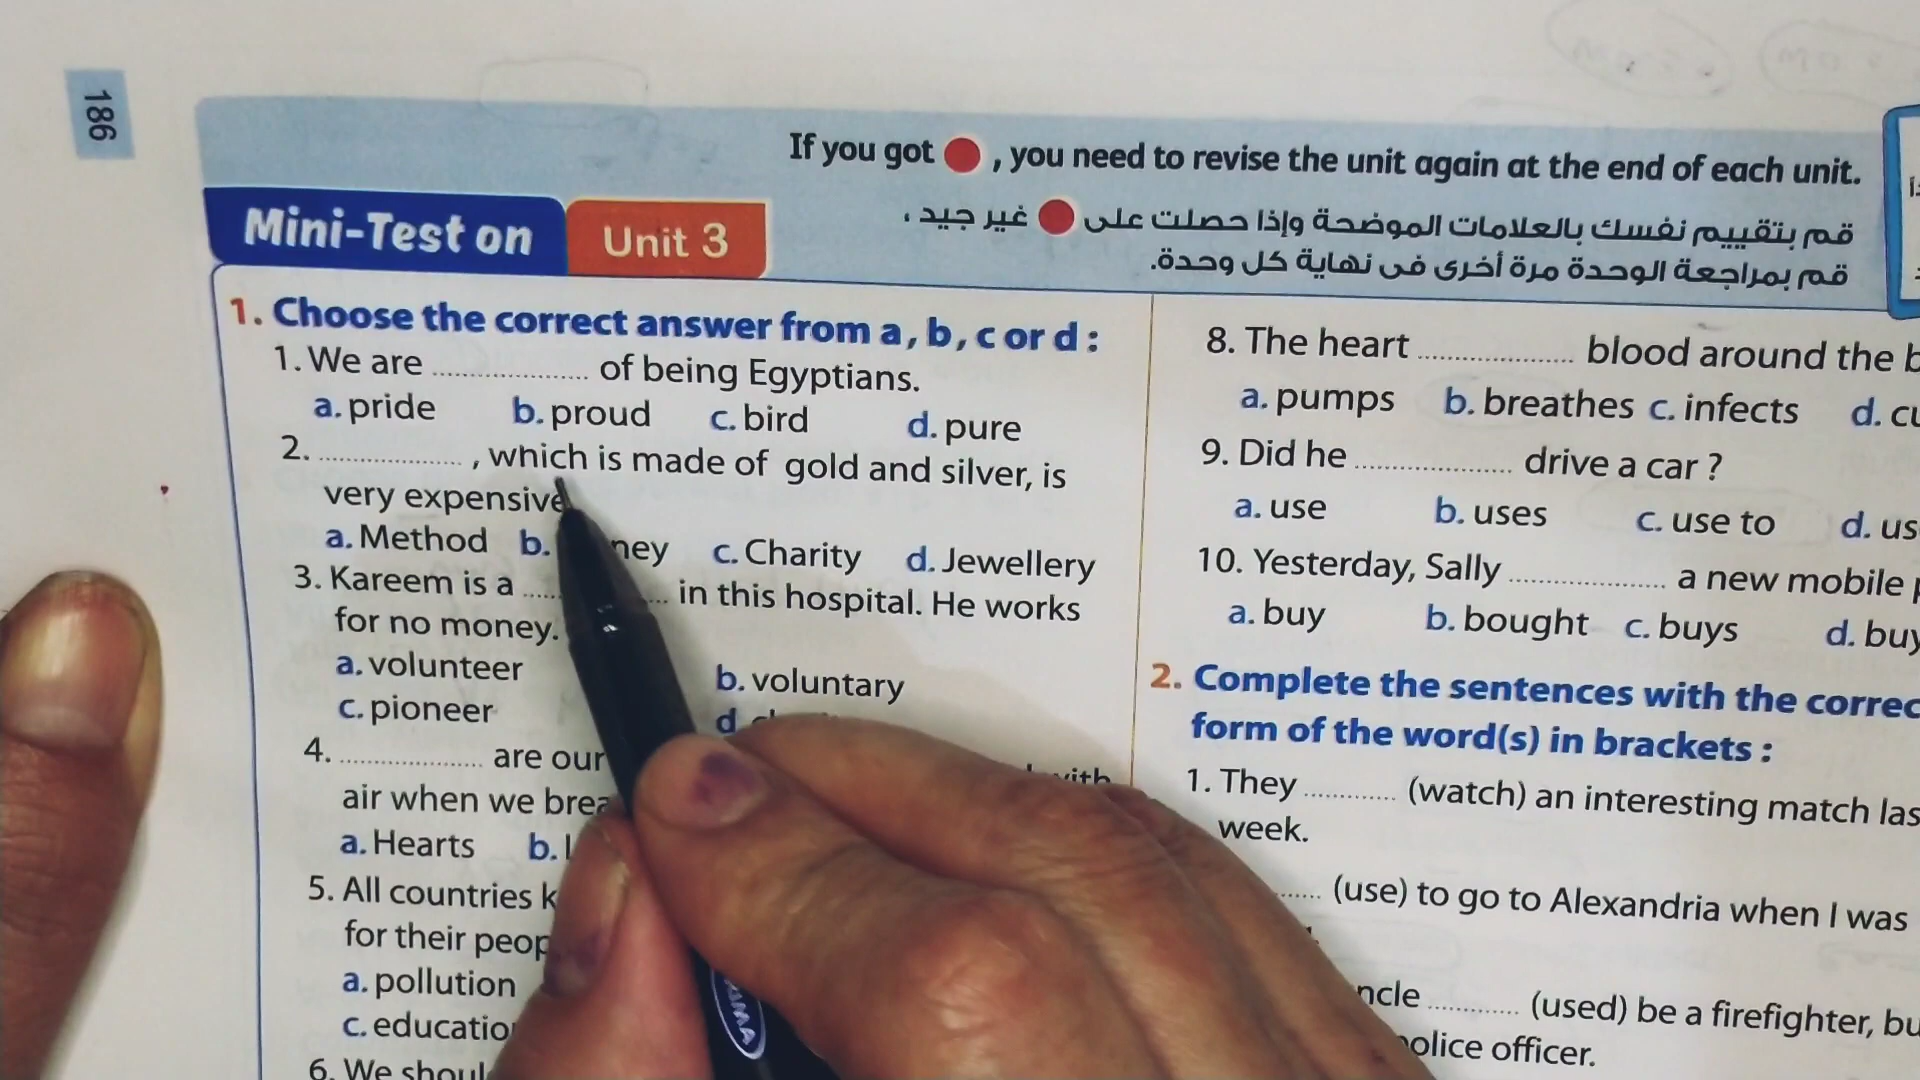 186
If you got , you need to revise the unit again at the end of each unit.
قم بتقييم نفسك بالعلامات الموضحة وإذا حصلت على غير جيد ،
قم بمراجعة الوحدة مرة أخرى فى نهاية كل وحدة.
Mini-Test on Unit 3
1. Choose the correct answer from a, b, c or d :
1. We are .................... of being Egyptians.
a. pride b. proud c. bird d. pure
2. .................... , which is made of gold and silver, is
very expensive
a. Method b. c. Charity d. Jewellery
3. Kareem is a .................... in this hospital. He works
for no money.
a. volunteer b. voluntary
c. pioneer d.
4. .................... are our with
air when we
a. Hearts b.
5. All countries
for their
a. pollution
c.
6. We
8. The heart .................... blood around the
a. pumps b. breathes c. infects d.
9. Did he .................... drive a car ?
a. use b. uses c. use to d.
10. Yesterday, Sally .................... a new mobile
a. buy b. bought c. buys d.
2. Complete the sentences with the
form of the word(s) in brackets :
1. They ............ (watch) an interesting match
week.
(use) to go to Alexandria when I was
............ (used) be a firefighter,
officer.